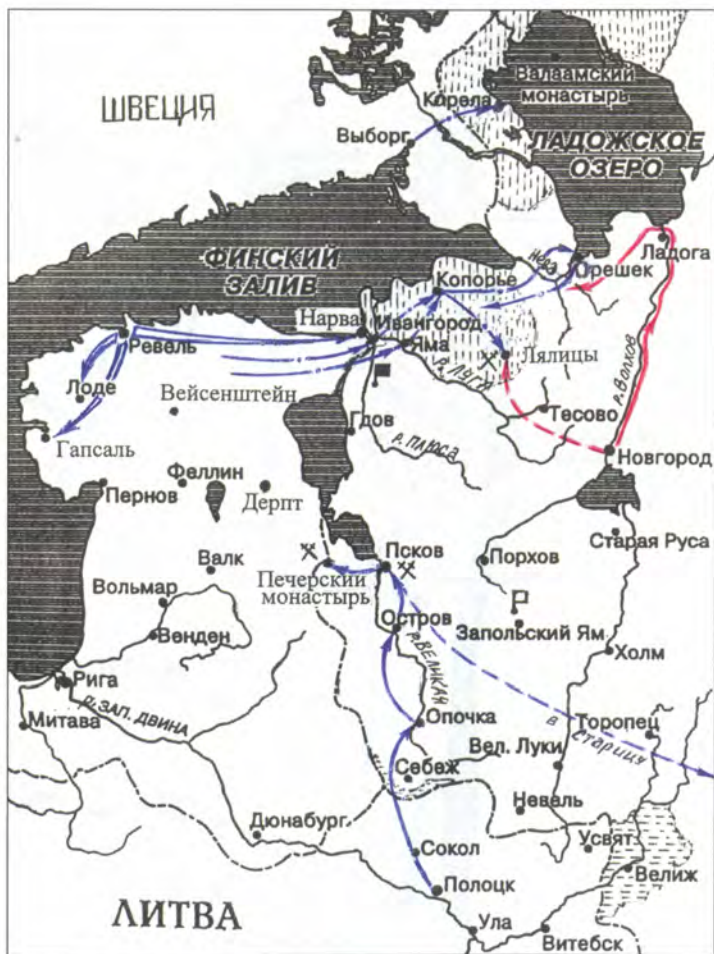 ШВЕЦИЯ
Валаамский
монастырь
Корела
Выборг
ЛАДОЖСКОЕ
ОЗЕРО
ФИНСКИЙ
ЗАЛИВ
Нева
Орешек
Ладога
Копорье
Нарва
Ивангород
Яма
Ревель
Лялицы
р. Луга
р. Волхов
Лоде
Вейсенштейн
Тесово
Гдов
р. Плюса
Гапсаль
Новгород
Феллин
Пернов
Дерпт
Старая Руса
Псков
Порхов
Валк
Печерский
монастырь
Вольмар
Остров
Запольский Ям
Венден
р. ВЕЛИКАЯ
Холм
Рига
р. ЗАП. ДВИНА
Митава
Опочка
в Старицу
Торопец
Вел. Луки
Себеж
Невель
Дюнабург
Усвят
Сокол
Велиж
Полоцк
ЛИТВА
Ула
Витебск